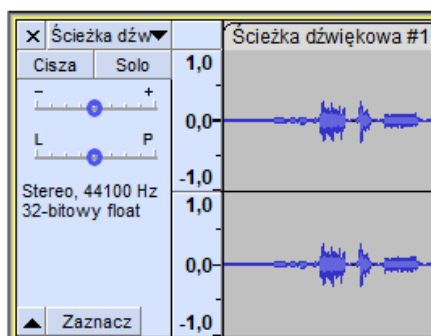 × Ścieżka dźw▼ Ścieżka dźwiękowa #1
Cisza Solo
- +
L P
Stereo, 44100 Hz
32-bitowy float
▲ Zaznacz
1,0
0,0
-1,0
1,0
0,0
-1,0